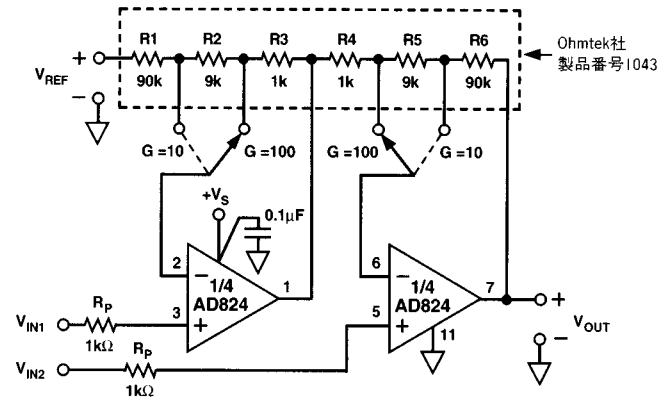 R1 R2 R3 R4 R5 R6
90k 9k 1k 1k 9k 90k
Ohmtek社
製品番号1043
+
VREF
−
G =10
G =100
G =100
G =10
+VS
0.1µF
2
−
1/4
AD824
3
+
1
6
−
1/4
AD824
5
+
7
11
VIN1
RP
1kΩ
VIN2
RP
1kΩ
+
VOUT
−